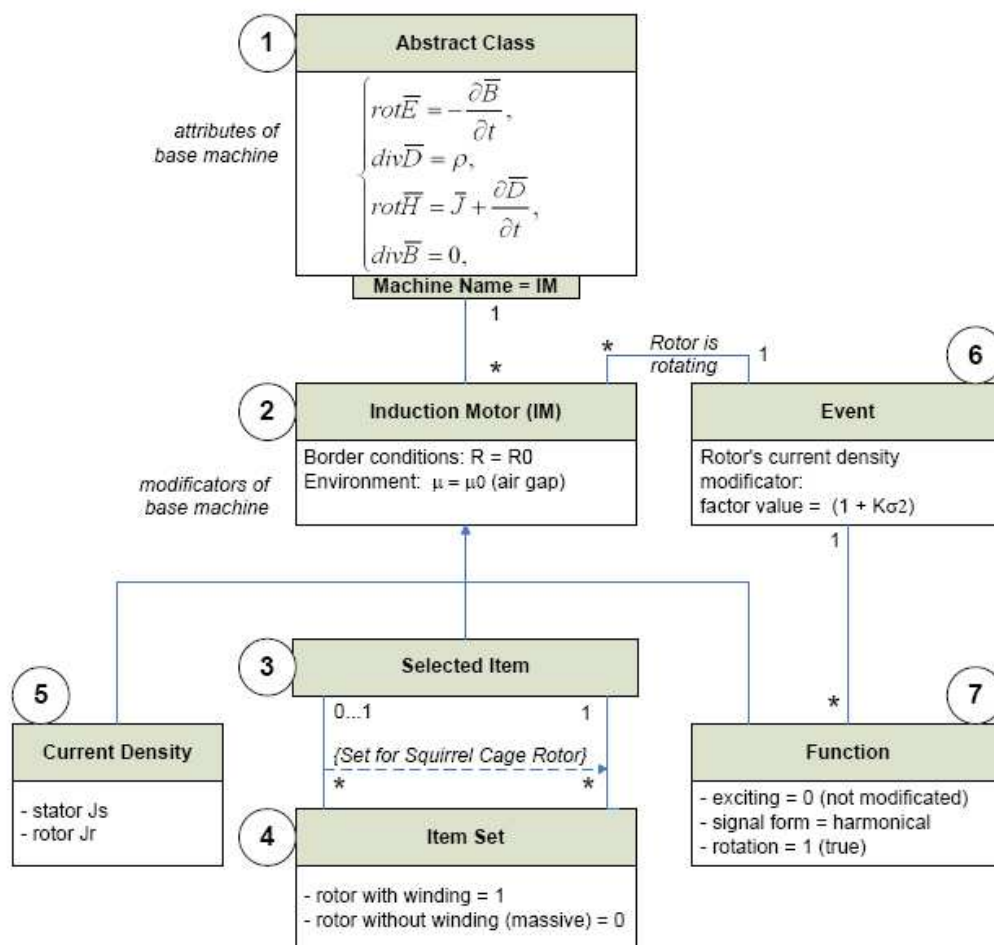 1
Abstract Class
attributes of
base machine
rotE̅ = -∂B̅/∂t,
divD̅ = ρ,
rotH̅ = J̅ + ∂D̅/∂t,
divB̅ = 0,
Machine Name = IM
1
*
*
Rotor is
rotating
1
6
2
Induction Motor (IM)
Event
modificators of
base machine
Border conditions: R = R0
Environment: μ = μ0 (air gap)
Rotor's current density
modificator:
factor value = (1 + Kσ2)
1
*
3
Selected Item
0...1
1
{Set for Squirrel Cage Rotor}
*
*
5
Current Density
- stator Js
- rotor Jr
4
Item Set
- rotor with winding = 1
- rotor without winding (massive) = 0
7
Function
- exciting = 0 (not modificated)
- signal form = harmonical
- rotation = 1 (true)